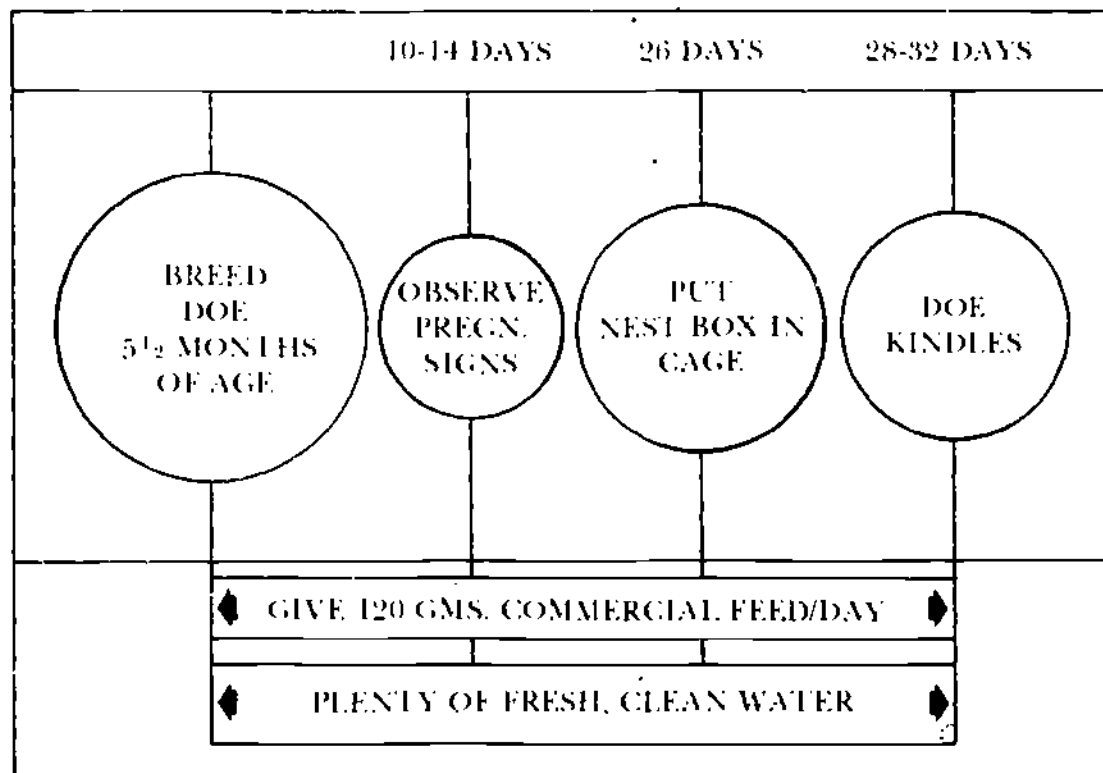 10-14 DAYS 26 DAYS 28-32 DAYS
BREED
DOE
5½ MONTHS
OF AGE
OBSERVE
PREGN.
SIGNS
PUT
NEST BOX IN
CAGE
DOE
KINDLES
GIVE 120 GMS. COMMERCIAL FEED/DAY
PLENTY OF FRESH, CLEAN WATER